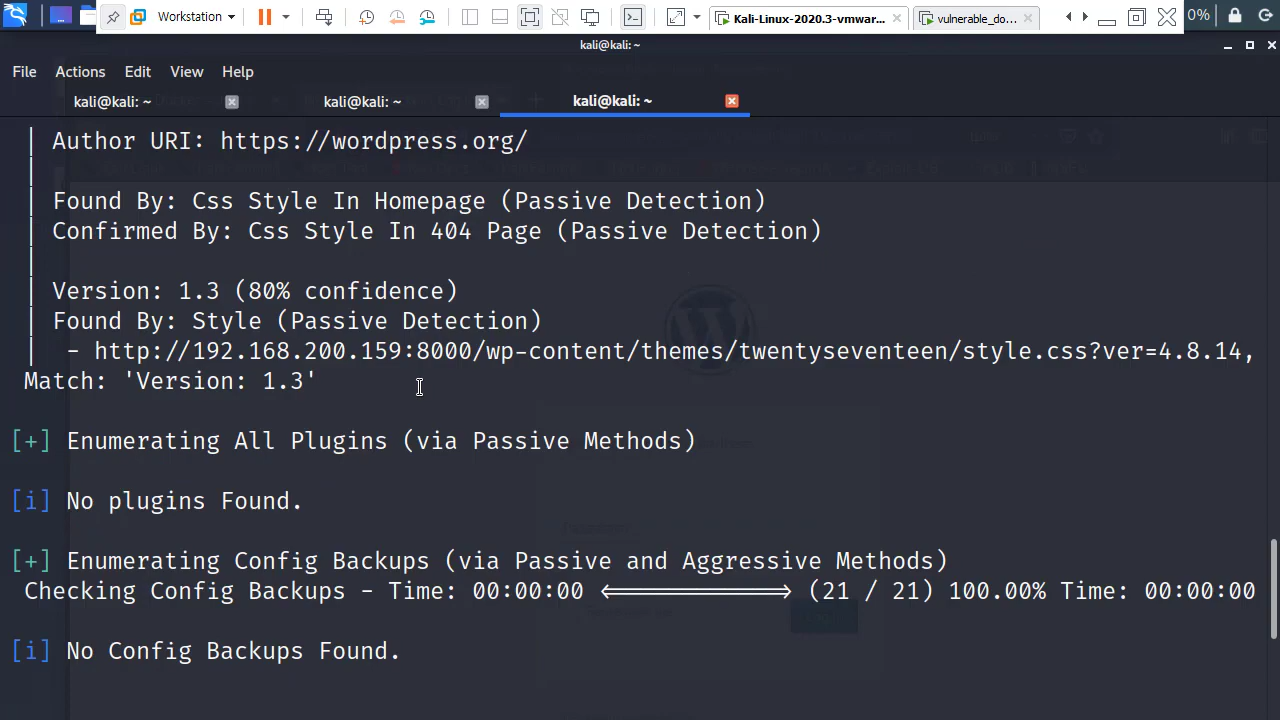 Workstation
Kali-Linux-2020.3-vmwar...
vulnerable_do...
0%
kali@kali: ~
File Actions Edit View Help
kali@kali: ~
kali@kali: ~
kali@kali: ~
| Author URI: https://wordpress.org/
|
| Found By: Css Style In Homepage (Passive Detection)
| Confirmed By: Css Style In 404 Page (Passive Detection)
|
| Version: 1.3 (80% confidence)
| Found By: Style (Passive Detection)
|  - http://192.168.200.159:8000/wp-content/themes/twentyseventeen/style.css?ver=4.8.14,
Match: 'Version: 1.3'
[+] Enumerating All Plugins (via Passive Methods)
[i] No plugins Found.
[+] Enumerating Config Backups (via Passive and Aggressive Methods)
Checking Config Backups - Time: 00:00:00 <=============> (21 / 21) 100.00% Time: 00:00:00
[i] No Config Backups Found.